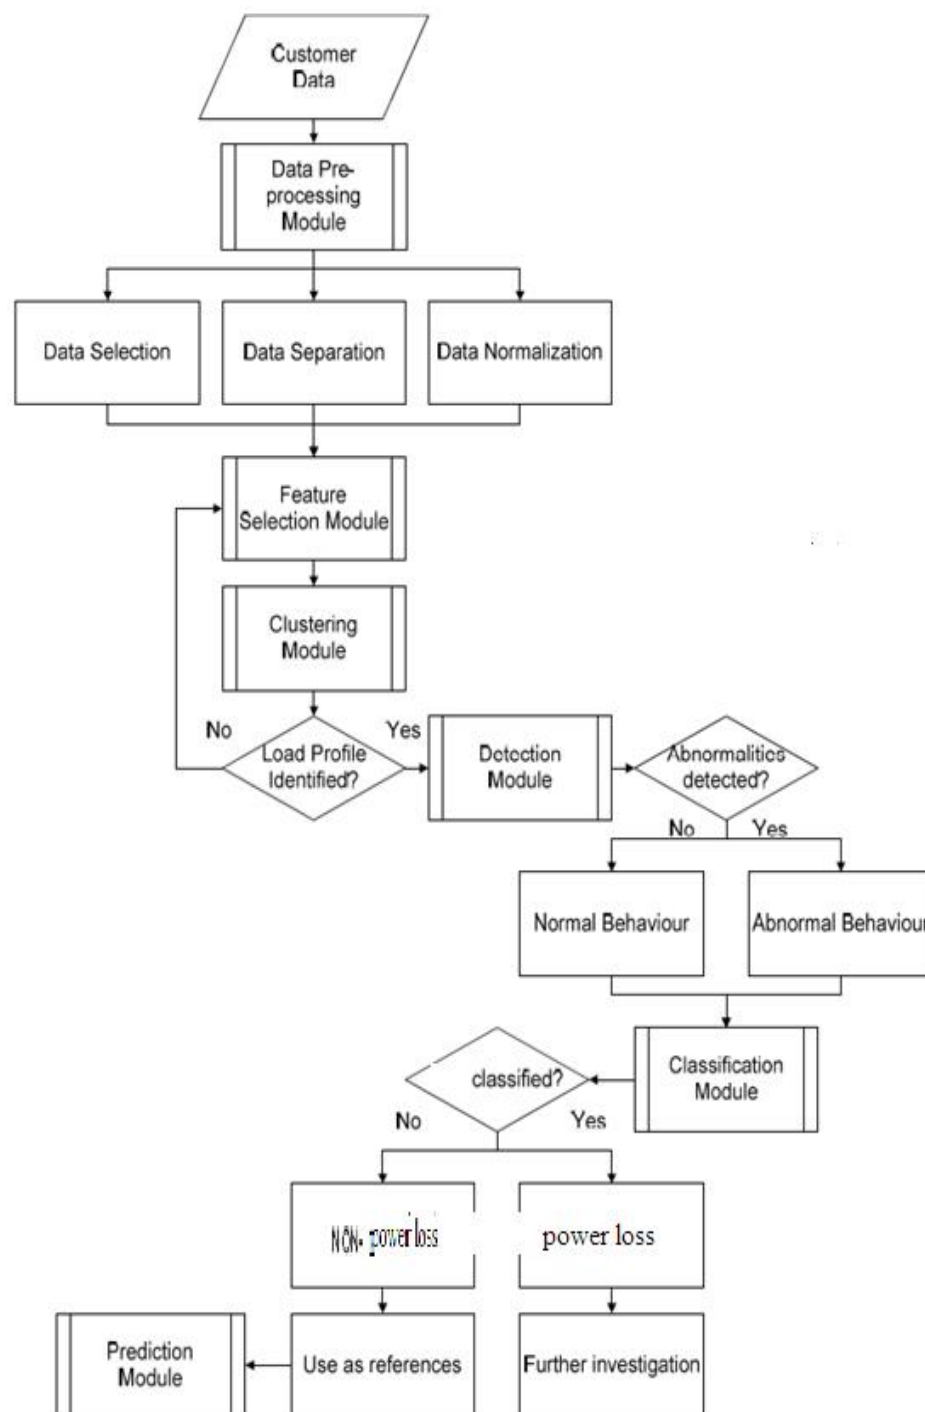 Customer
Data
Data Pre-
processing
Module
Data Selection
Data Separation
Data Normalization
Feature
Selection Module
Clustering
Module
No
Yes
Load Profile
Identified?
Detection
Module
Abnormalities
detected?
No
Yes
Normal Behaviour
Abnormal Behaviour
Classification
Module
classified?
No
Yes
NON- power loss
power loss
Prediction
Module
Use as references
Further investigation